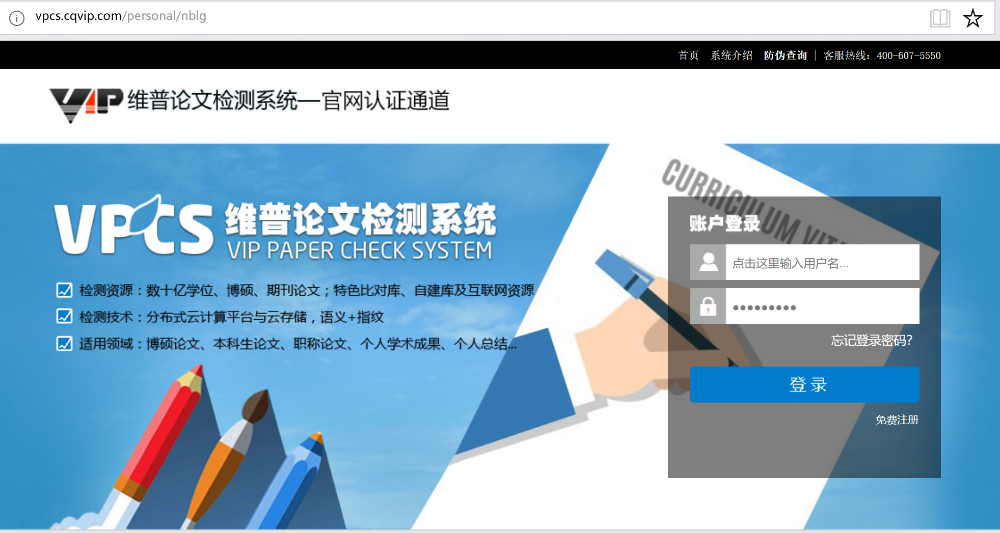 vpcs.cqvip.com/personal/nblg
首页 系统介绍 防伪查询 | 客服热线：400-607-5550
VIP 维普论文检测系统—官网认证通道
CURRICULUM VITA
VPCS 维普论文检测系统
VIP PAPER CHECK SYSTEM
检测资源：数十亿学位、博硕、期刊论文；特色比对库、自建库及互联网资源
检测技术：分布式云计算平台与云存储，语义+指纹
适用领域：博硕论文、本科生论文、职称论文、个人学术成果、个人总结...
账户登录
点击这里输入用户名...
•••••••••
忘记登录密码?
登 录
免费注册